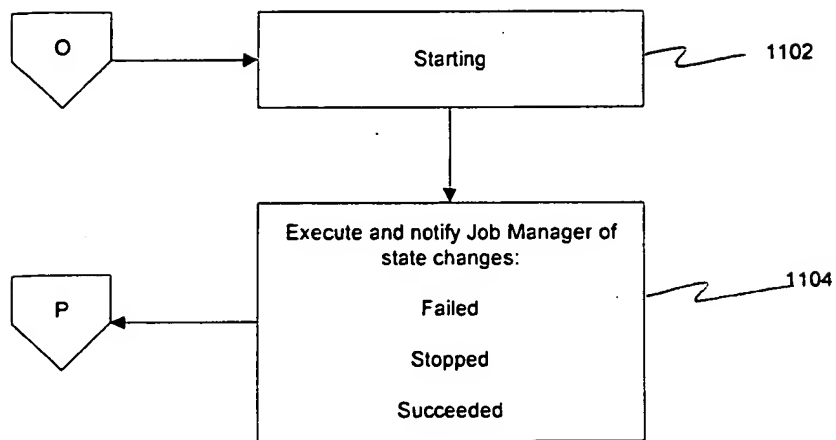 O
Starting
1102
Execute and notify Job Manager of
state changes:
Failed
Stopped
Succeeded
1104
P